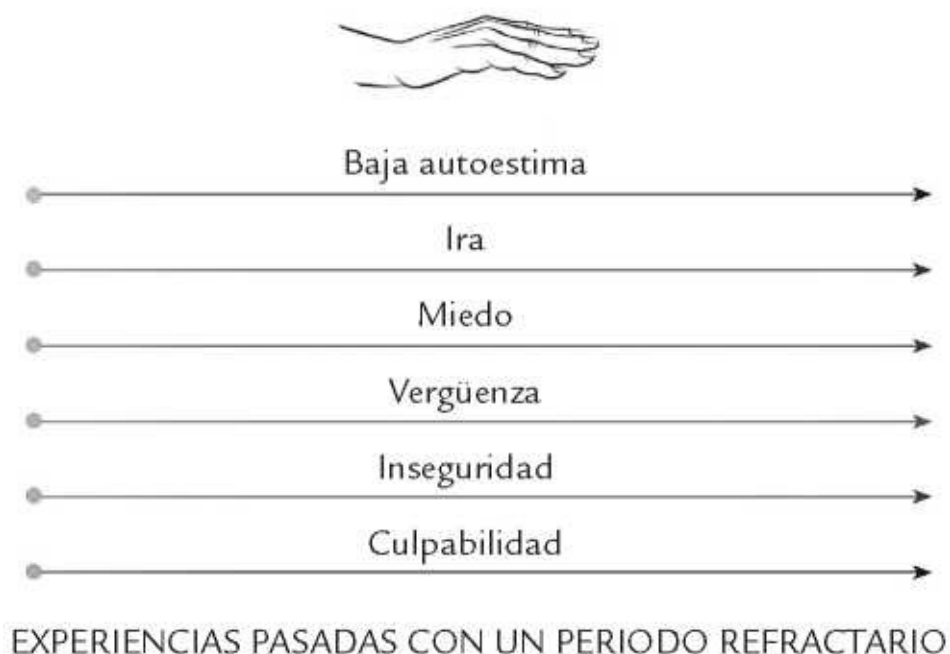 Baja autoestima
Ira
Miedo
Vergüenza
Inseguridad
Culpabilidad
EXPERIENCIAS PASADAS CON UN PERIODO REFRACTARIO